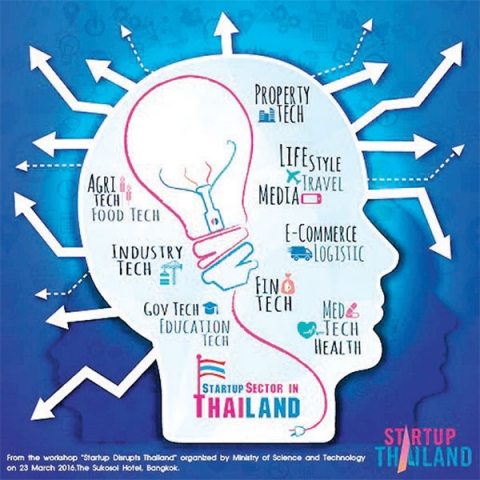 PROPERTY
TECH
LIFESTYLE
TRAVEL
MEDIA
AGRI
TECH
FOOD TECH
E-COMMERCE
LOGISTIC
INDUSTRY
TECH
FIN
TECH
GOV TECH
EDUCATION
TECH
MED
TECH
HEALTH
STARTUP SECTOR IN
THAILAND
STARTUP
THAILAND
From the workshop "Startup Disrupts Thailand" organized by Ministry of Science and Technology
on 23 March 2016.The Sukosol Hotel, Bangkok.